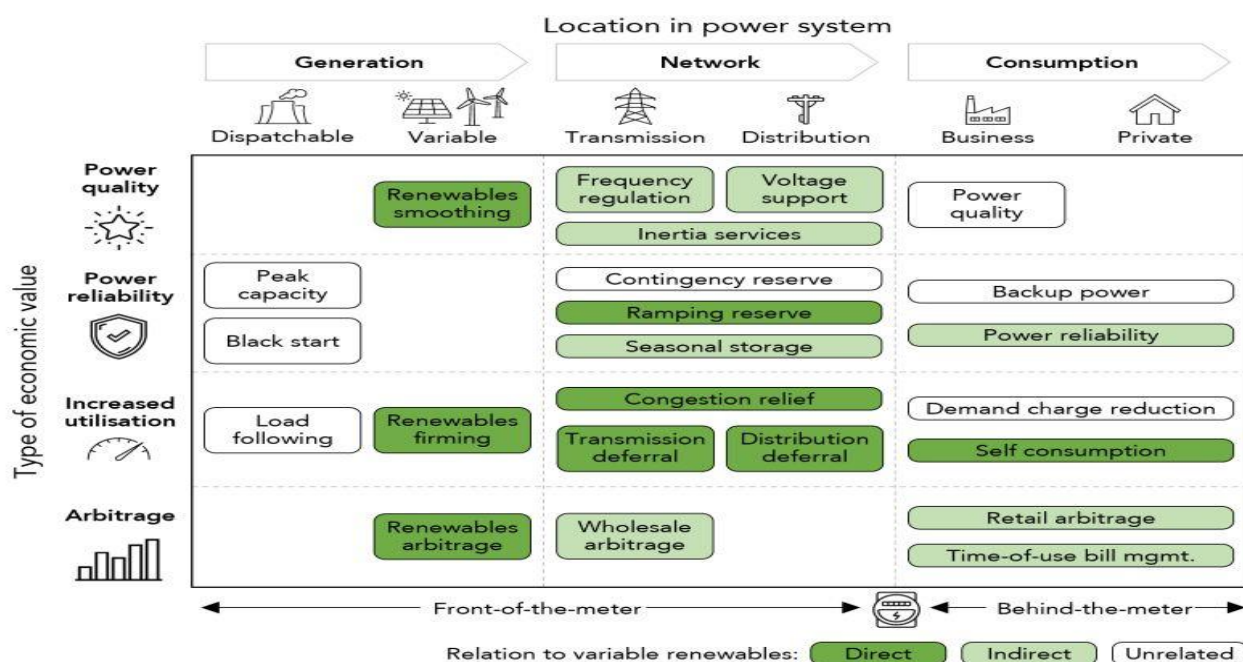 Location in power system
Generation
Network
Consumption
Dispatchable
Variable
Transmission
Distribution
Business
Private
Type of economic value
Power
quality
Renewables
smoothing
Frequency
regulation
Voltage
support
Inertia services
Power
quality
Power
reliability
Peak
capacity
Black start
Contingency reserve
Ramping reserve
Seasonal storage
Backup power
Power reliability
Increased
utilisation
Load
following
Renewables
firming
Congestion relief
Transmission
deferral
Distribution
deferral
Demand charge reduction
Self consumption
Arbitrage
Renewables
arbitrage
Wholesale
arbitrage
Retail arbitrage
Time-of-use bill mgmt.
Front-of-the-meter
Behind-the-meter
Relation to variable renewables:
Direct
Indirect
Unrelated